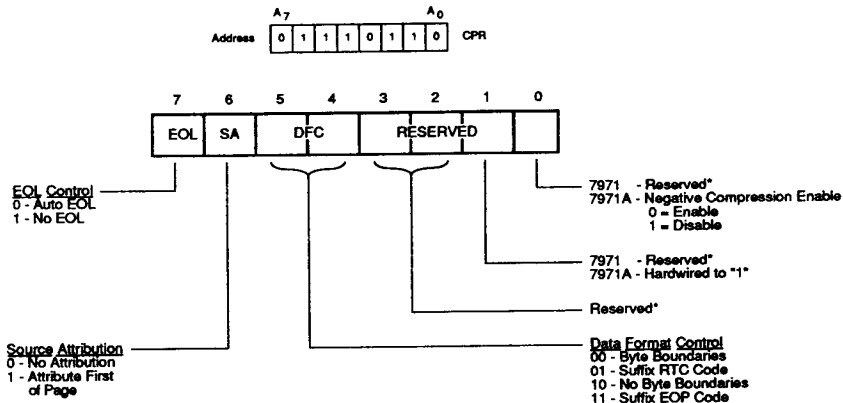 A7 A0
Address 0 1 1 1 0 1 1 0 CPR
7 6 5 4 3 2 1 0
EOL SA DFC RESERVED
EOL Control
0 - Auto EOL
1 - No EOL
7971 - Reserved*
7971A - Negative Compression Enable
0 = Enable
1 = Disable
7971 - Reserved*
7971A - Hardwired to "1"
Reserved*
Source Attribution
0 - No Attribution
1 - Attribute First
of Page
Data Format Control
00 - Byte Boundaries
01 - Suffix RTC Code
10 - No Byte Boundaries
11 - Suffix EOP Code